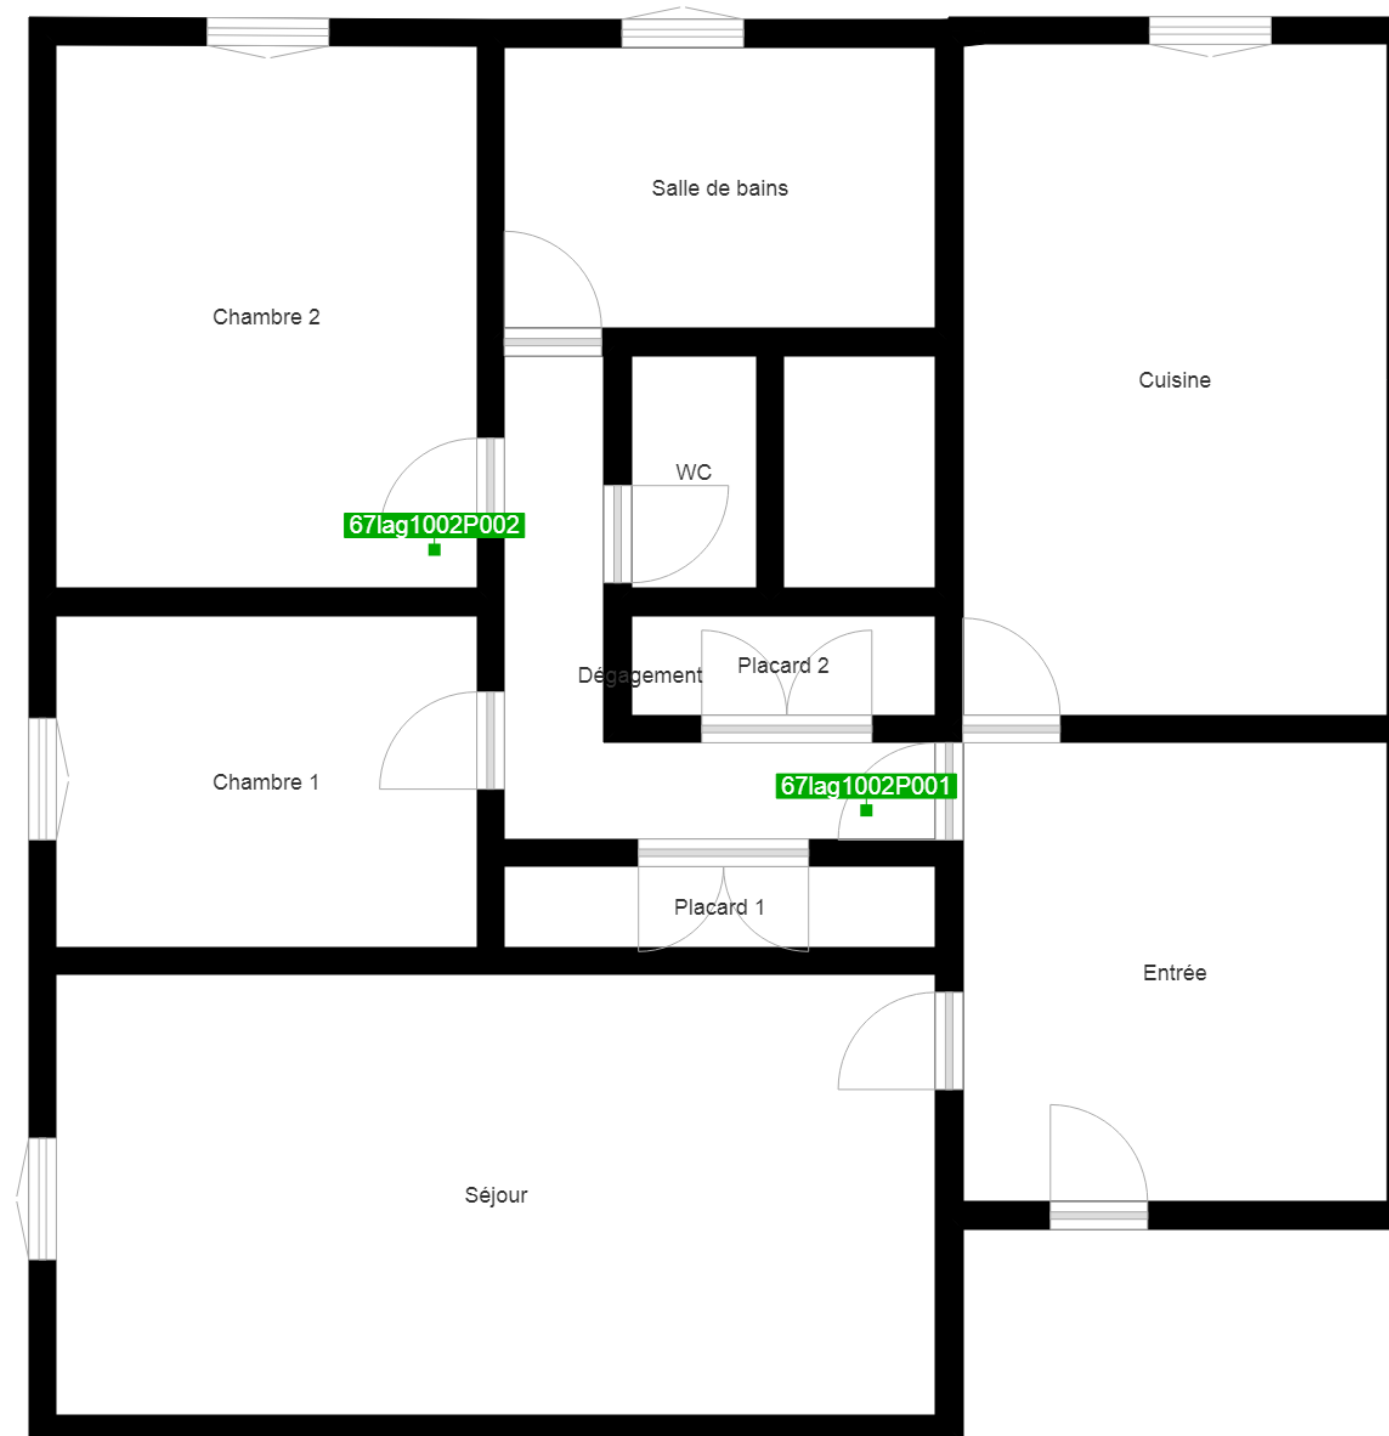 Salle de bains
Chambre 2
Cuisine
WC
67lag1002P002
Placard 2
Dégagement
Chambre 1
67lag1002P001
Placard 1
Entrée
Séjour